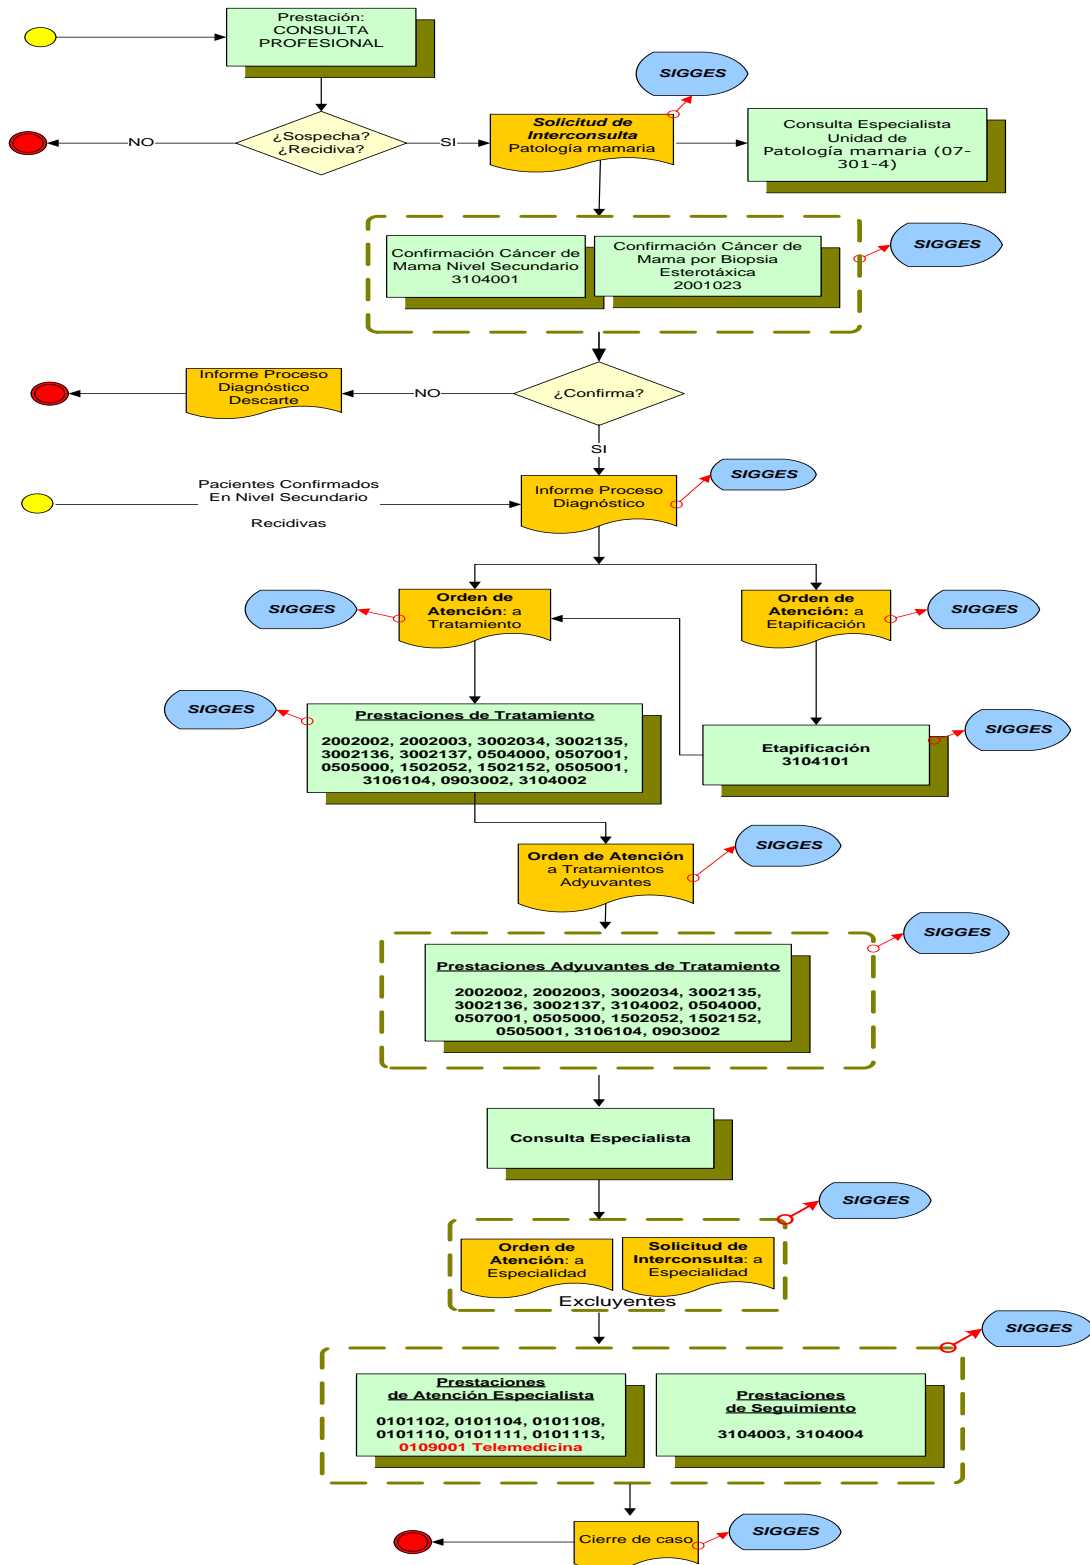 Prestación:
CONSULTA
PROFESIONAL
SIGGES
¿Sospecha?
¿Recidiva?
NO
SI
Solicitud de
Interconsulta
Patología mamaria
Consulta Especialista
Unidad de
Patología mamaria (07-
301-4)
SIGGES
Confirmación Cáncer de
Mama Nivel Secundario
3104001
Confirmación Cáncer de
Mama por Biopsia
Esterotáxica
2001023
Informe Proceso
Diagnóstico
Descarte
NO
¿Confirma?
SI
Pacientes Confirmados
En Nivel Secundario
Recidivas
Informe Proceso
Diagnóstico
SIGGES
SIGGES
Orden de
Atención: a
Tratamiento
Orden de
Atención: a
Etapificación
SIGGES
SIGGES
Prestaciones de Tratamiento
2002002, 2002003, 3002034, 3002135,
3002136, 3002137, 0504000, 0507001,
0505000, 1502052, 1502152, 0505001,
3106104, 0903002, 3104002
Etapificación
3104101
SIGGES
Orden de Atención
a Tratamientos
Adyuvantes
SIGGES
SIGGES
Prestaciones Adyuvantes de Tratamiento
2002002, 2002003, 3002034, 3002135,
3002136, 3002137, 3104002, 0504000,
0507001, 0505000, 1502052, 1502152,
0505001, 3106104, 0903002
Consulta Especialista
SIGGES
Orden de
Atención: a
Especialidad
Solicitud de
Interconsulta: a
Especialidad
Excluyentes
SIGGES
Prestaciones
de Atención Especialista
0101102, 0101104, 0101108,
0101110, 0101111, 0101113,
0109001 Telemedicina
Prestaciones
de Seguimiento
3104003, 3104004
Cierre de caso
SIGGES